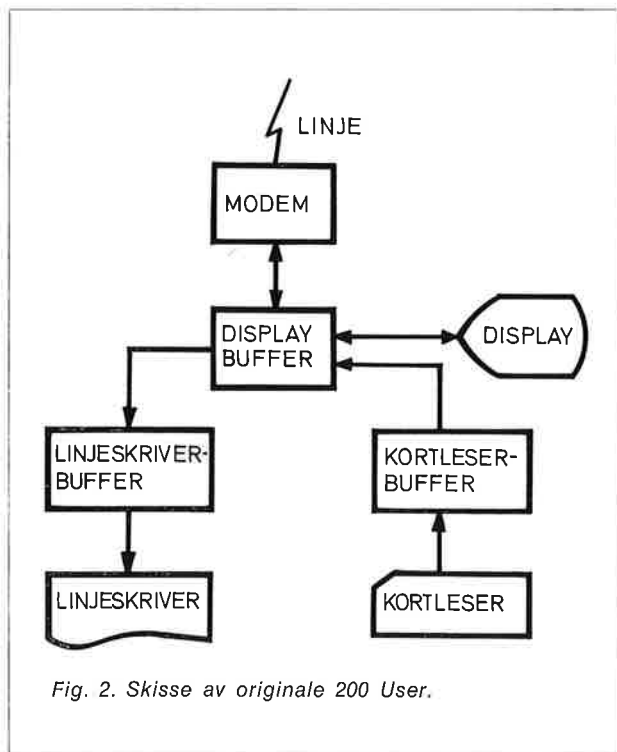 LINJE
MODEM
DISPLAY
BUFFER
DISPLAY
LINJESKRIVER-
BUFFER
KORTLESER-
BUFFER
LINJESKRIVER
KORTLESER
Fig. 2. Skisse av originale 200 User.